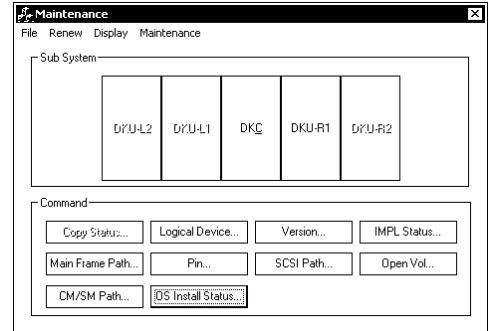 Maintenance
File Renew Display Maintenance
Sub System
DKU-L2 DKU-L1 DKC DKU-R1 DKU-R2
Command
Copy Status... Logical Device... Version... IMPL Status...
Main Frame Path... Pin... SCSI Path... Open Vol...
CM/SM Path... OS Install Status...